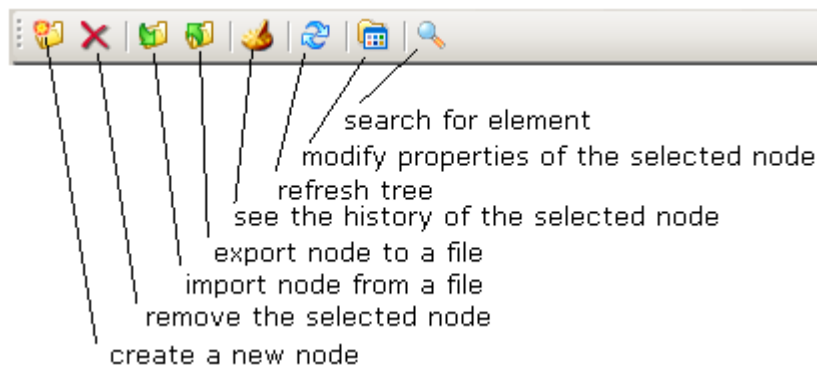 search for element
modify properties of the selected node
refresh tree
see the history of the selected node
export node to a file
import node from a file
remove the selected node
create a new node